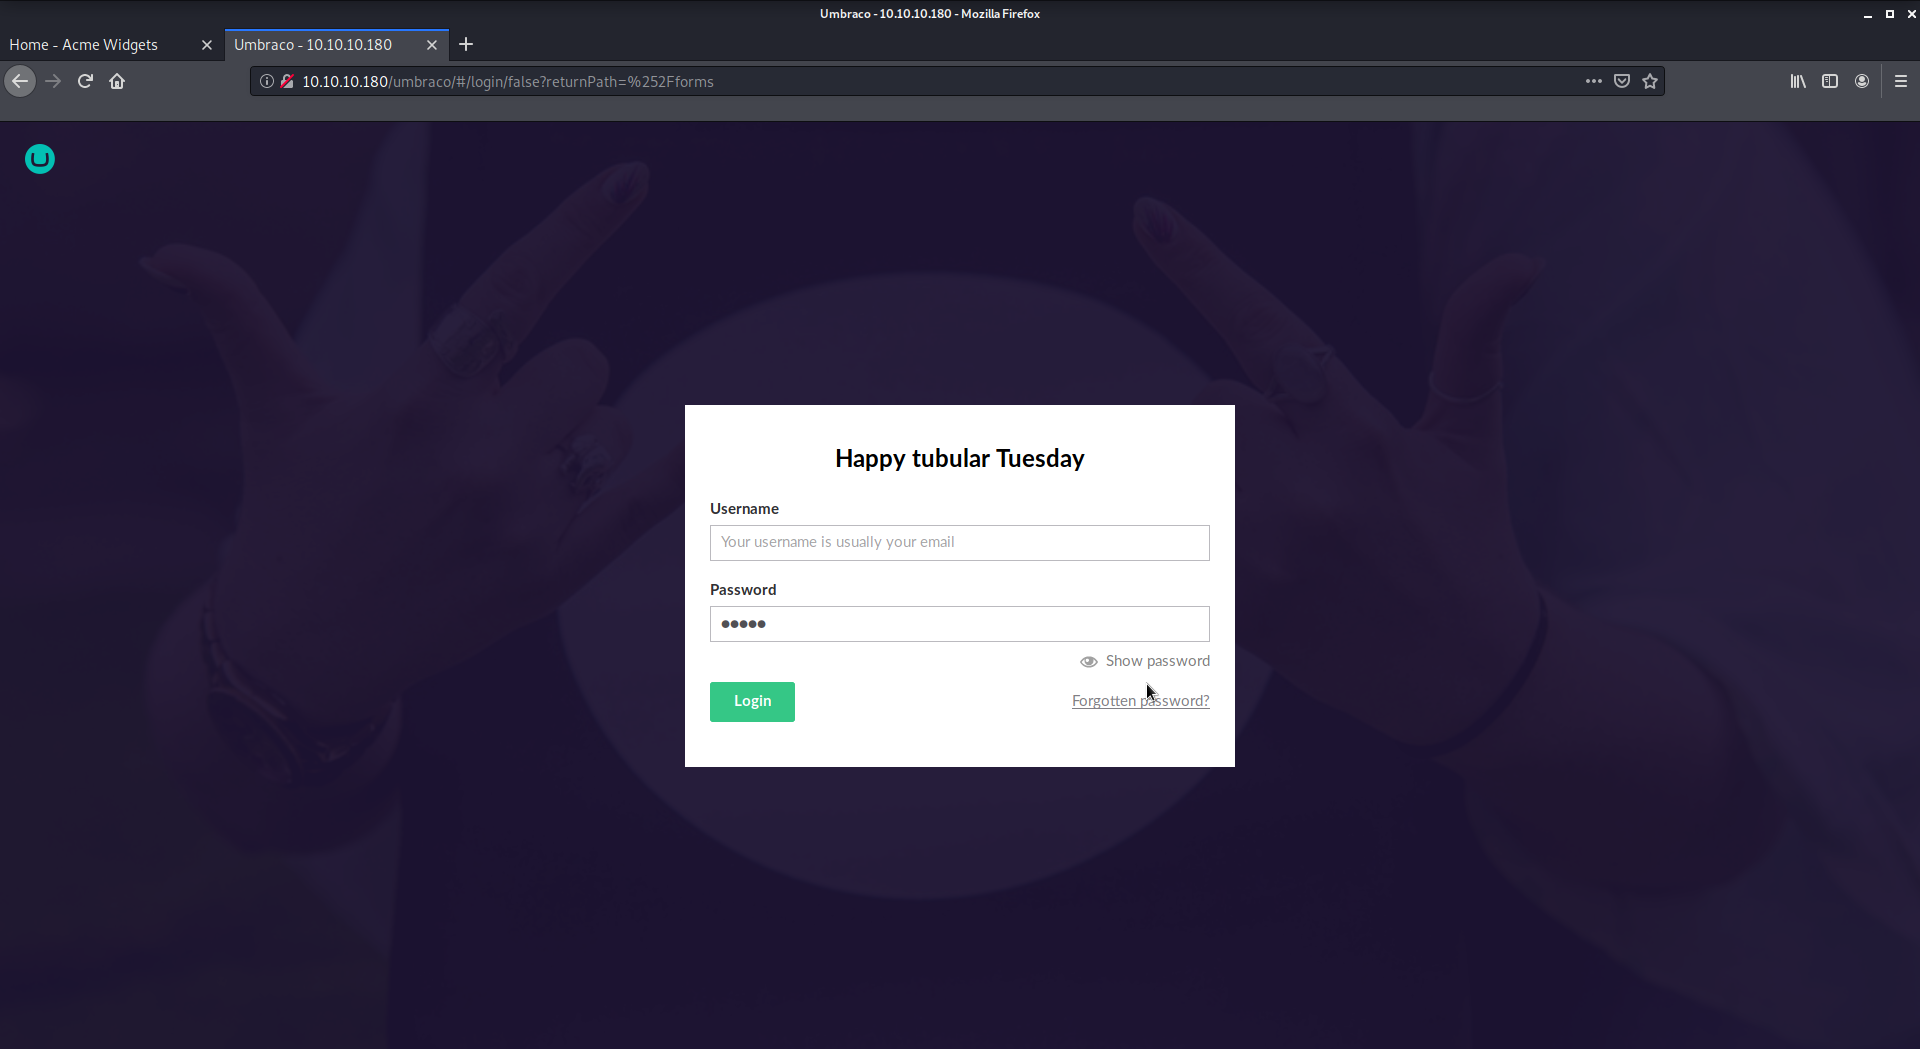 Umbraco - 10.10.10.180 - Mozilla Firefox
Home - Acme Widgets
Umbraco - 10.10.10.180
10.10.10.180/umbraco/#/login/false?returnPath=%252Fforms
Happy tubular Tuesday
Username
Your username is usually your email
Password
Show password
Login
Forgotten password?